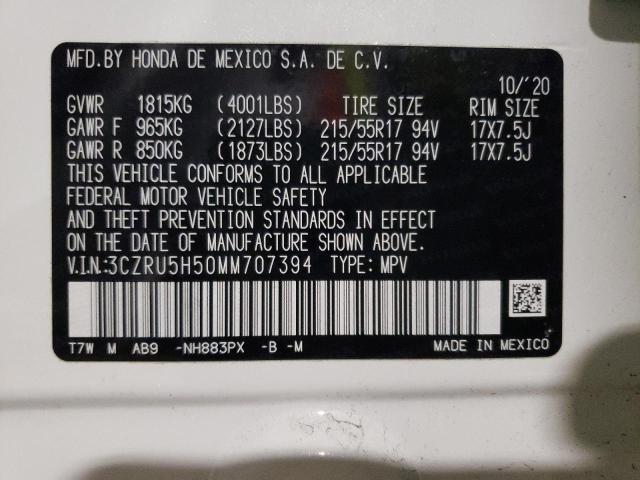 MFD. BY HONDA DE MEXICO S.A. DE C.V.
10/'20
GVWR 1815KG (4001LBS) TIRE SIZE RIM SIZE
GAWR F 965KG (2127LBS) 215/55R17 94V 17X7.5J
GAWR R 850KG (1873LBS) 215/55R17 94V 17X7.5J
THIS VEHICLE CONFORMS TO ALL APPLICABLE
FEDERAL MOTOR VEHICLE SAFETY
AND THEFT PREVENTION STANDARDS IN EFFECT
ON THE DATE OF MANUFACTURE SHOWN ABOVE.
V.I.N:3CZRU5H50MM707394 TYPE: MPV
T7W M AB9 -NH883PX -B -M MADE IN MEXICO